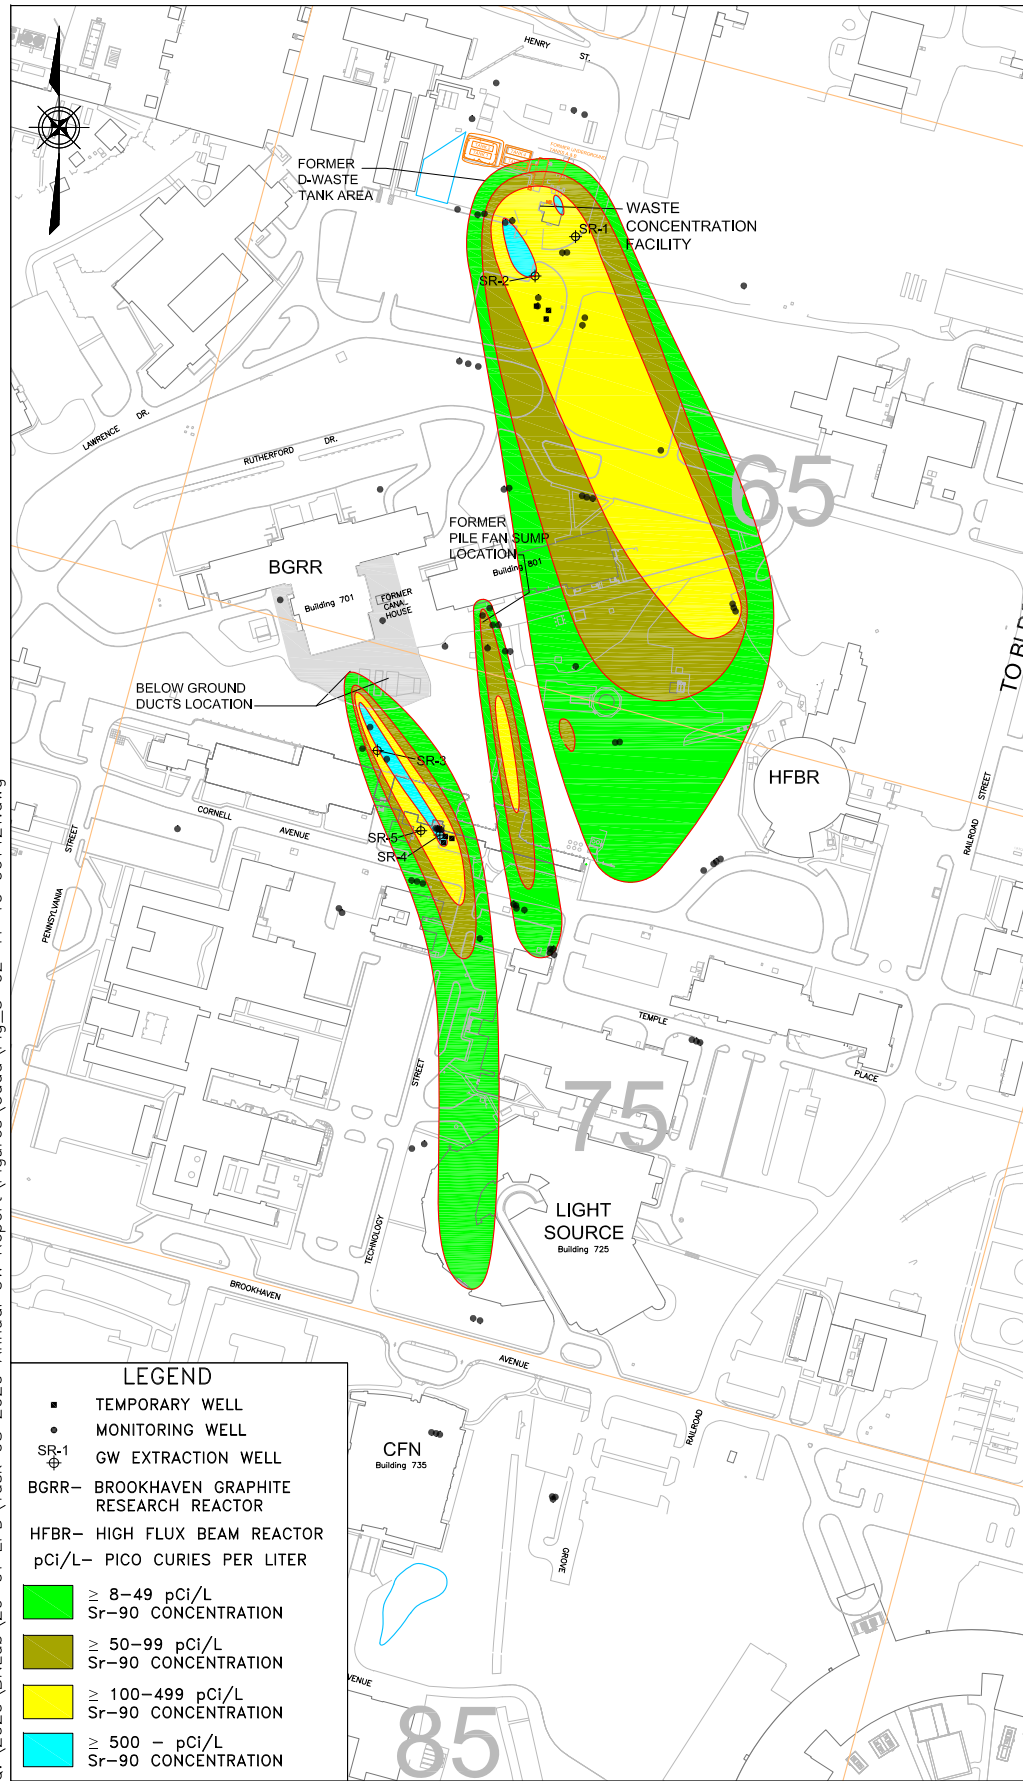 HENRY
ST.
FORMER
D-WASTE
TANK AREA
WASTE
CONCENTRATION
FACILITY
SR-1
SR-2
LAWRENCE
DR.
RUTHERFORD
DR.
65
FORMER
PILE FAN SUMP
LOCATION
Building 801
BGRR
Building 701
FORMER
CANAL
HOUSE
TO BLD
BELOW GROUND
DUCTS LOCATION
SR-3
HFBR
CORNELL
AVENUE
SR-5
SR-4
STREET
PENNSYLVANIA
RAILROAD
STREET
TEMPLE
PLACE
STREET
TECHNOLOGY
75
LIGHT
SOURCE
Building 725
BROOKHAVEN
AVENUE
RAILROAD
CFN
Building 735
GROVE
VENUE
85
LEGEND
TEMPORARY WELL
MONITORING WELL
SR-1
GW EXTRACTION WELL
BGRR– BROOKHAVEN GRAPHITE
RESEARCH REACTOR
HFBR– HIGH FLUX BEAM REACTOR
pCi/L– PICO CURIES PER LITER
≥ 8–49 pCi/L
Sr–90 CONCENTRATION
≥ 50–99 pCi/L
Sr–90 CONCENTRATION
≥ 100–499 pCi/L
Sr–90 CONCENTRATION
≥ 500 – pCi/L
Sr–90 CONCENTRATION